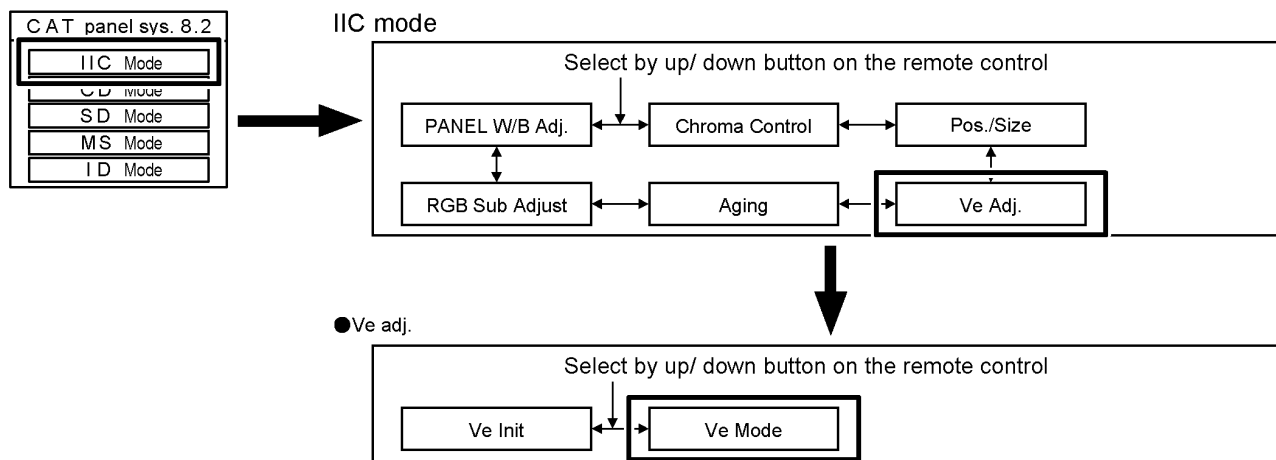 CAT panel sys. 8.2
IIC Mode
CD Mode
SD Mode
MS Mode
ID Mode
IIC mode
Select by up/ down button on the remote control
PANEL W/B Adj.
Chroma Control
Pos./Size
RGB Sub Adjust
Aging
Ve Adj.
●Ve adj.
Select by up/ down button on the remote control
Ve Init
Ve Mode